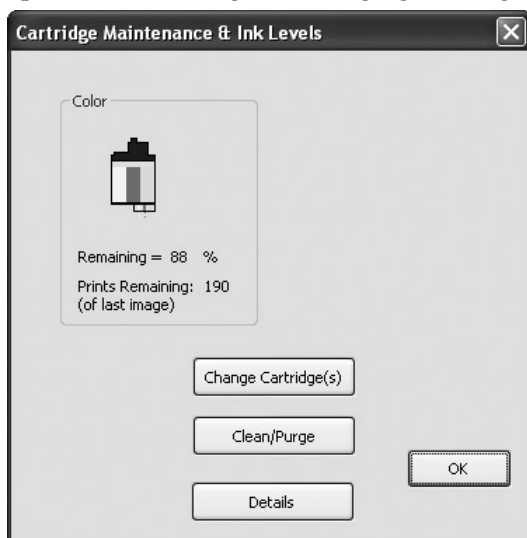 Cartridge Maintenance & Ink Levels
Color
Remaining = 88 %
Prints Remaining: 190
(of last image)
Change Cartridge(s)
Clean/Purge
OK
Details